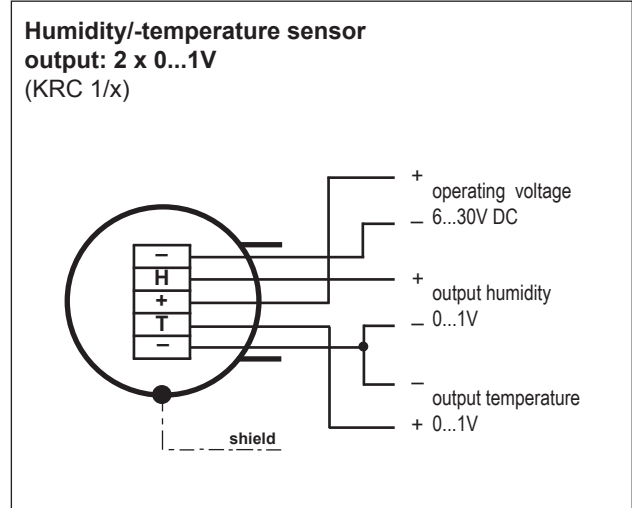 Humidity/-temperature sensor
output: 2 x 0...1V
(KRC 1/x)
+
operating voltage
– 6...30V DC
–
H
+
T
–
+
output humidity
– 0...1V
–
output temperature
+ 0...1V
shield